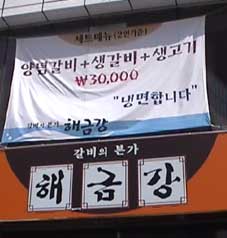 세트메뉴(2인기준)
양념갈비+생갈비+생고기
₩30,000
"냉면합니다"
갈비의 본가 해금강
갈비의 본가
해금강